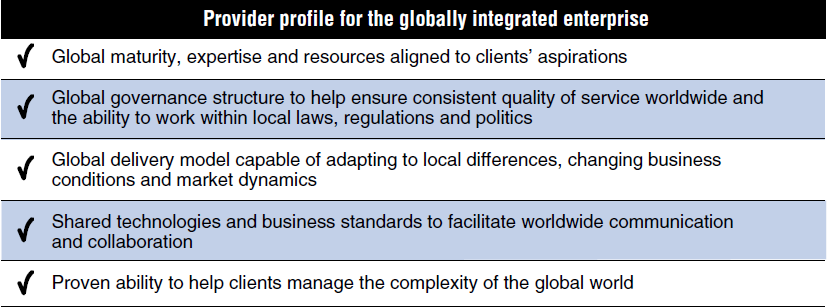 Provider profile for the globally integrated enterprise
✓ Global maturity, expertise and resources aligned to clients’ aspirations
✓ Global governance structure to help ensure consistent quality of service worldwide and
the ability to work within local laws, regulations and politics
✓ Global delivery model capable of adapting to local differences, changing business
conditions and market dynamics
✓ Shared technologies and business standards to facilitate worldwide communication
and collaboration
✓ Proven ability to help clients manage the complexity of the global world